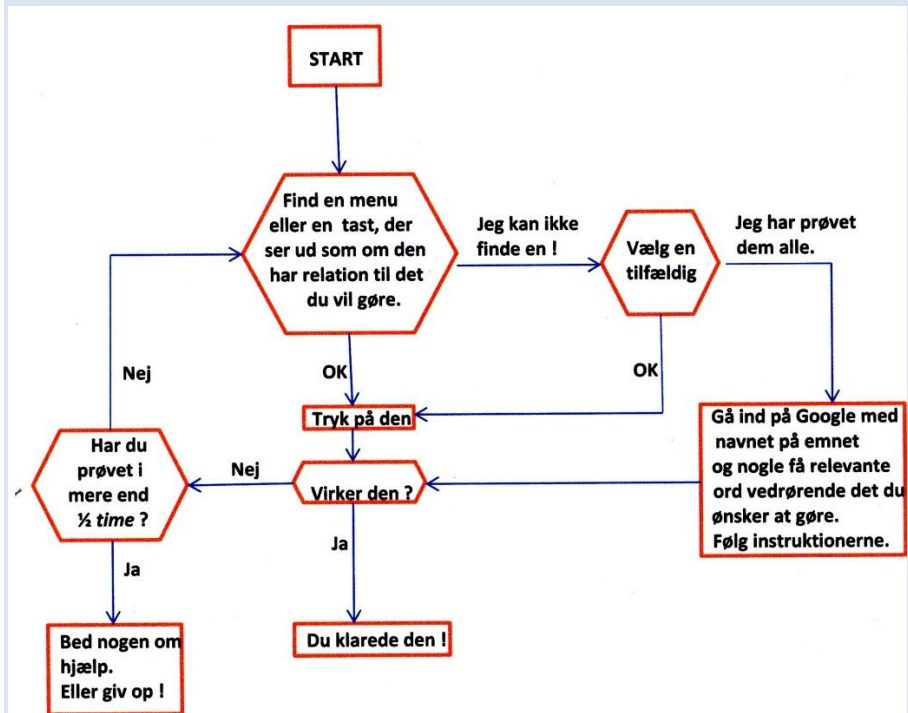 START
Find en menu
eller en tast, der
ser ud som om den
har relation til det
du vil gøre.
Jeg kan ikke
finde en !
Vælg en
tilfældig
Jeg har prøvet
dem alle.
Nej
OK
OK
Tryk på den
Gå ind på Google med
navnet på emnet
og nogle få relevante
ord vedrørende det du
ønsker at gøre.
Følg instruktionerne.
Har du
prøvet i
mere end
½ time ?
Nej
Virker den ?
Ja
Ja
Bed nogen om
hjælp.
Eller giv op !
Du klarede den !